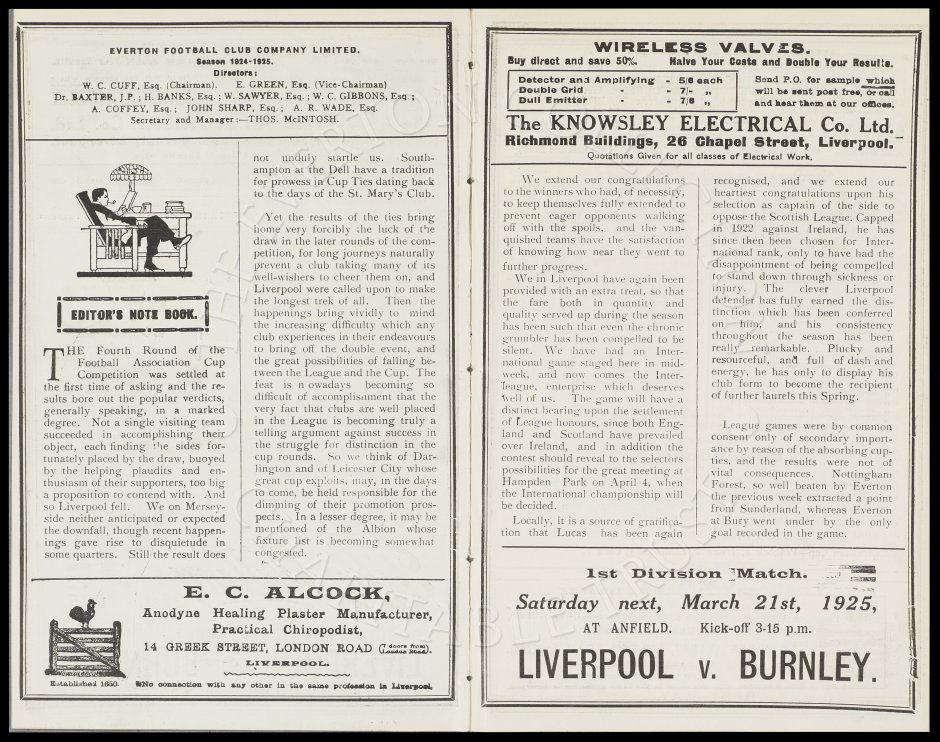 EVERTON FOOTBALL CLUB COMPANY LIMITED.
Season 1924-1925.
Directors:
W. C. CUFF, Esq. (Chairman). E. GREEN, Esq. (Vice-Chairman)
Dr. BAXTER, J.P.; H. BANKS, Esq.; W. SAWYER, Esq.; W. C. GIBBONS, Esq.;
A. COFFEY, Esq.; JOHN SHARP, Esq.; A. R. WADE, Esq.
Secretary and Manager:—THOS. McINTOSH.
EDITOR'S NOTE BOOK.
THE Fourth Round of the
Football Association Cup
Competition was settled at
the first time of asking and the re-
sults bore out the popular verdicts,
generally speaking, in a marked
degree. Not a single visiting team
succeeded in accomplishing their
object, each finding the sides for-
tunately placed by the draw, buoyed
by the helping plaudits and en-
thusiasm of their supporters, too big
a proposition to contend with. And
so Liverpool fell. We on Mersey-
side neither anticipated or expected
the downfall, though recent happen-
ings gave rise to disquietude in
some quarters. Still the result does
not unduly startle us. South-
ampton at the Dell have a tradition
for prowess in Cup Ties dating back
to the days of the St. Mary's Club.
Yet the results of the ties bring
home very forcibly the luck of the
draw in the later rounds of the com-
petition, for long journeys naturally
prevent a club taking many of its
well-wishers to cheer them on, and
Liverpool were called upon to make
the longest trek of all. Then the
happenings bring vividly to mind
the increasing difficulty which any
club experiences in their endeavours
to bring off the double event, and
the great possibilities of falling be-
tween the League and the Cup. The
feat is nowadays becoming so
difficult of accomplishment that the
very fact that clubs are well placed
in the League is becoming truly a
telling argument against success in
the struggle for distinction in the
cup rounds. So we think of Dar-
lington and of Leicester City whose
great cup exploits, may, in the days
to come, be held responsible for the
dimming of their promotion pros-
pects. In a lesser degree, it may be
mentioned of the Albion whose
fixture list is becoming somewhat
congested.
E. C. ALCOCK,
Anodyne Healing Plaster Manufacturer,
Practical Chiropodist,
14 GREEK STREET, LONDON ROAD (7 doors from London Road).
LIVERPOOL.
Established 1850. No connection with any other in the same profession in Liverpool.
WIRELESS VALVES.
Buy direct and save 50%. Halve Your Costs and Double Your Results.
Detector and Amplifying - 5/6 each
Double Grid - - 7/- „
Dull Emitter - - 7/6 „
Send P.O. for sample which
will be sent post free, or call
and hear them at our offices.
The KNOWSLEY ELECTRICAL Co. Ltd.
Richmond Buildings, 26 Chapel Street, Liverpool.
Quotations Given for all classes of Electrical Work.
We extend our congratulations
to the winners who had, of necessity,
to keep themselves fully extended to
prevent eager opponents walking
off with the spoils, and the van-
quished teams have the satisfaction
of knowing how near they went to
further progress.
We in Liverpool have again been
provided with an extra treat, so that
the fare both in quantity and
quality served up during the season
has been such that even the chronic
grumbler has been compelled to be
silent. We have had an Inter-
national game staged here in mid-
week, and now comes the Inter-
League, enterprise which deserves
well of us. The game will have a
distinct bearing upon the settlement
of League honours, since both Eng-
land and Scotland have prevailed
over Ireland, and in addition the
contest should reveal to the selectors
possibilities for the great meeting at
Hampden Park on April 4, when
the International championship will
be decided.
Locally, it is a source of gratifica-
tion that Lucas has been again
recognised, and we extend our
heartiest congratulations upon his
selection as captain of the side to
oppose the Scottish League. Capped
in 1922 against Ireland, he has
since then been chosen for Inter-
national rank, only to have had the
disappointment of being compelled
to stand down through sickness or
injury. The clever Liverpool
defender has fully earned the dis-
tinction which has been conferred
on him, and his consistency
throughout the season has been
really remarkable. Plucky and
resourceful, and full of dash and
energy, he has only to display his
club form to become the recipient
of further laurels this Spring.
League games were by common
consent only of secondary import-
ance by reason of the absorbing cup-
ties, and the results were not of
vital consequences. Nottingham
Forest, so well beaten by Everton
the previous week extracted a point
from Sunderland, whereas Everton
at Bury went under by the only
goal recorded in the game.
1st Division Match.
Saturday next, March 21st, 1925,
AT ANFIELD. Kick-off 3-15 p.m.
LIVERPOOL v. BURNLEY.